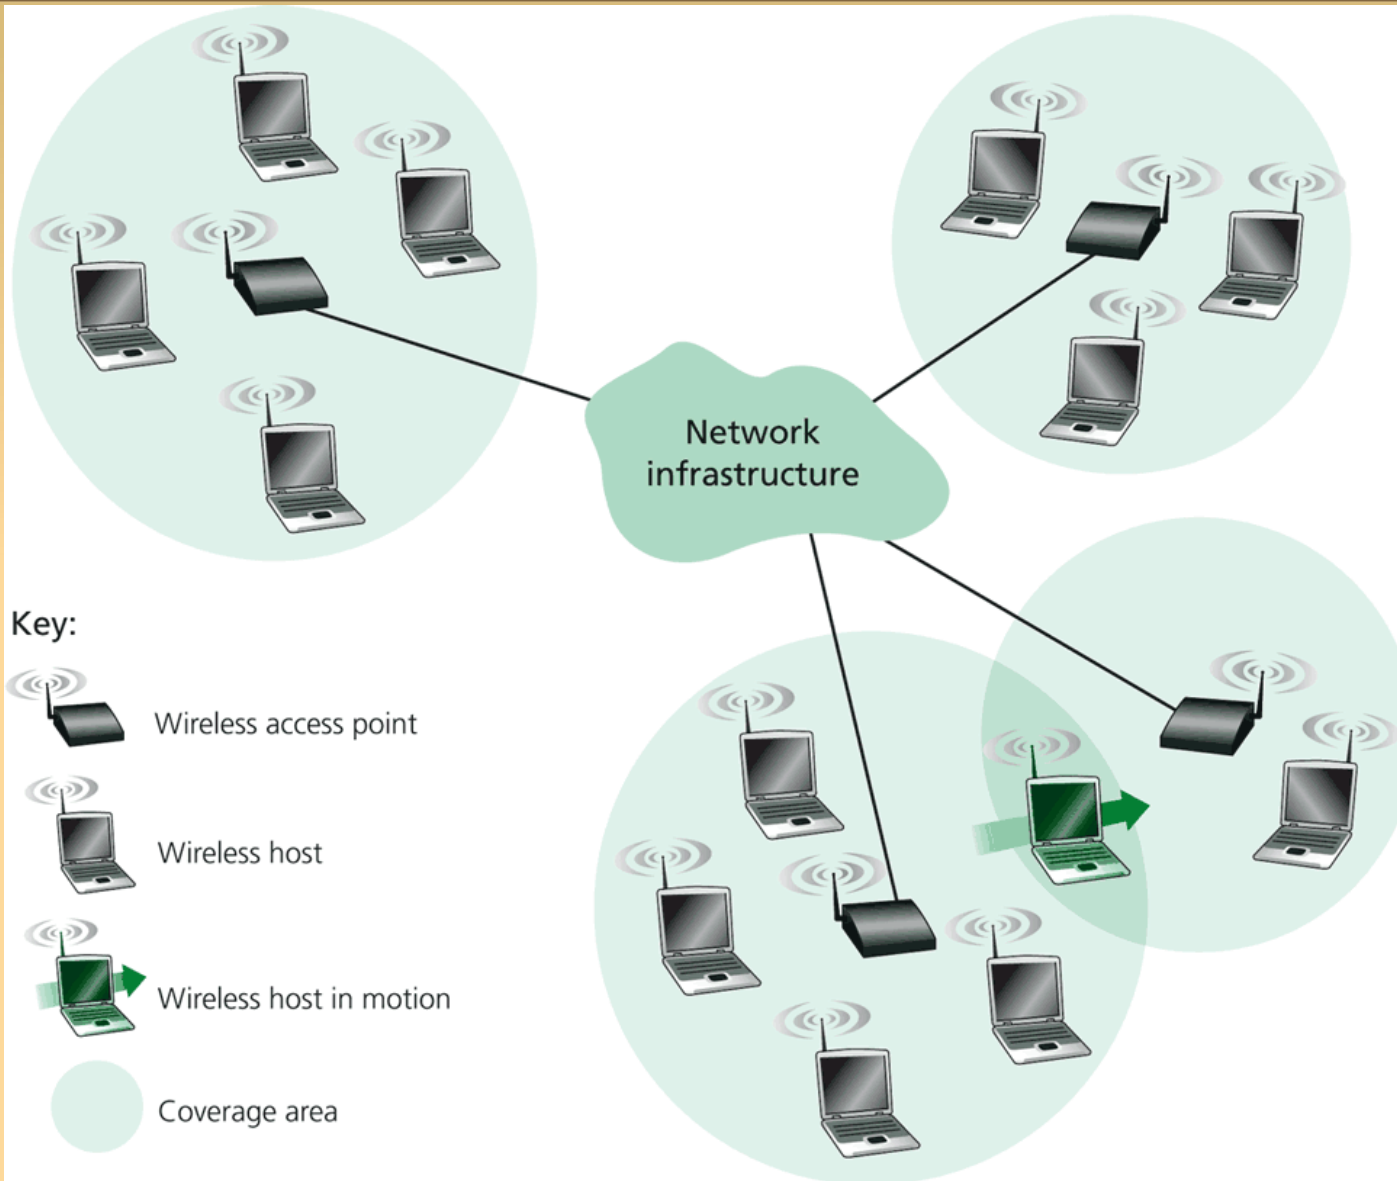 Network
infrastructure
Key:
Wireless access point
Wireless host
Wireless host in motion
Coverage area